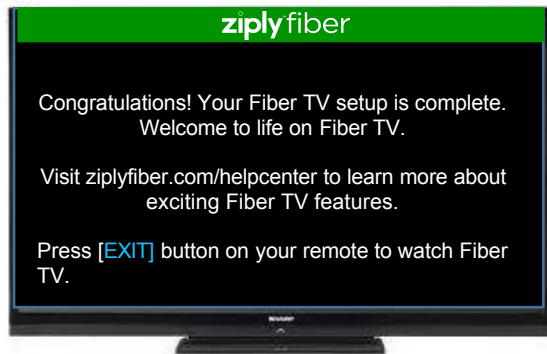 ziply fiber
Congratulations! Your Fiber TV setup is complete.
Welcome to life on Fiber TV.
Visit ziplyfiber.com/helpcenter to learn more about
exciting Fiber TV features.
Press [EXIT] button on your remote to watch Fiber
TV.
SHARP